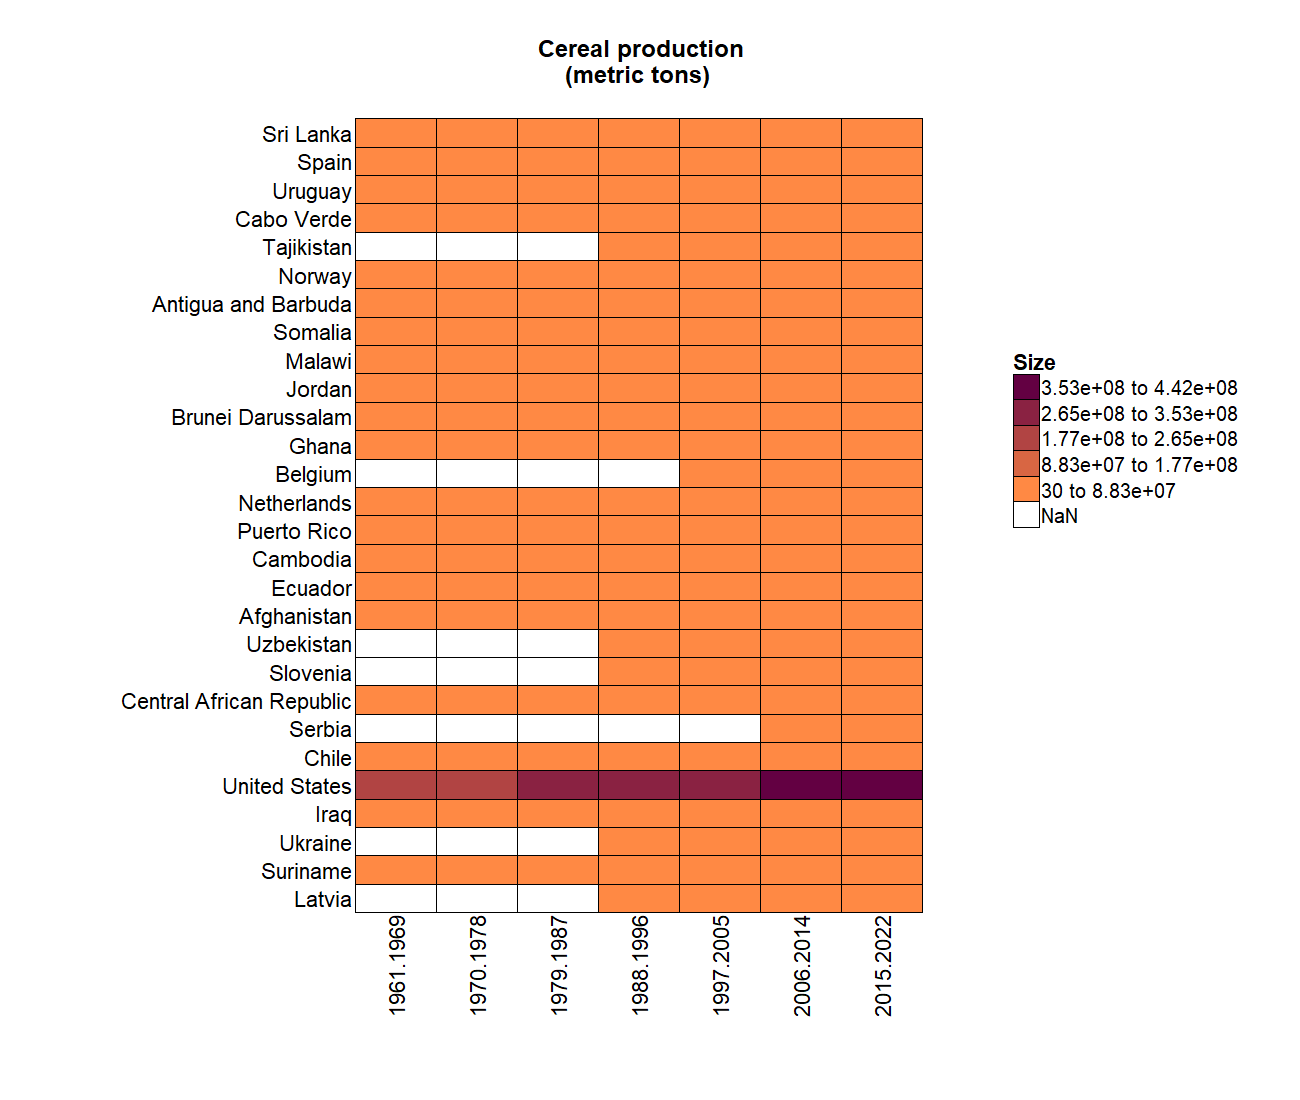 Cereal production
(metric tons)
Sri Lanka
Spain
Uruguay
Cabo Verde
Tajikistan
Norway
Antigua and Barbuda
Somalia
Malawi
Jordan
Brunei Darussalam
Ghana
Belgium
Netherlands
Puerto Rico
Cambodia
Ecuador
Afghanistan
Uzbekistan
Slovenia
Central African Republic
Serbia
Chile
United States
Iraq
Ukraine
Suriname
Latvia
1961.1969
1970.1978
1979.1987
1988.1996
1997.2005
2006.2014
2015.2022
Size
3.53e+08 to 4.42e+08
2.65e+08 to 3.53e+08
1.77e+08 to 2.65e+08
8.83e+07 to 1.77e+08
30 to 8.83e+07
NaN